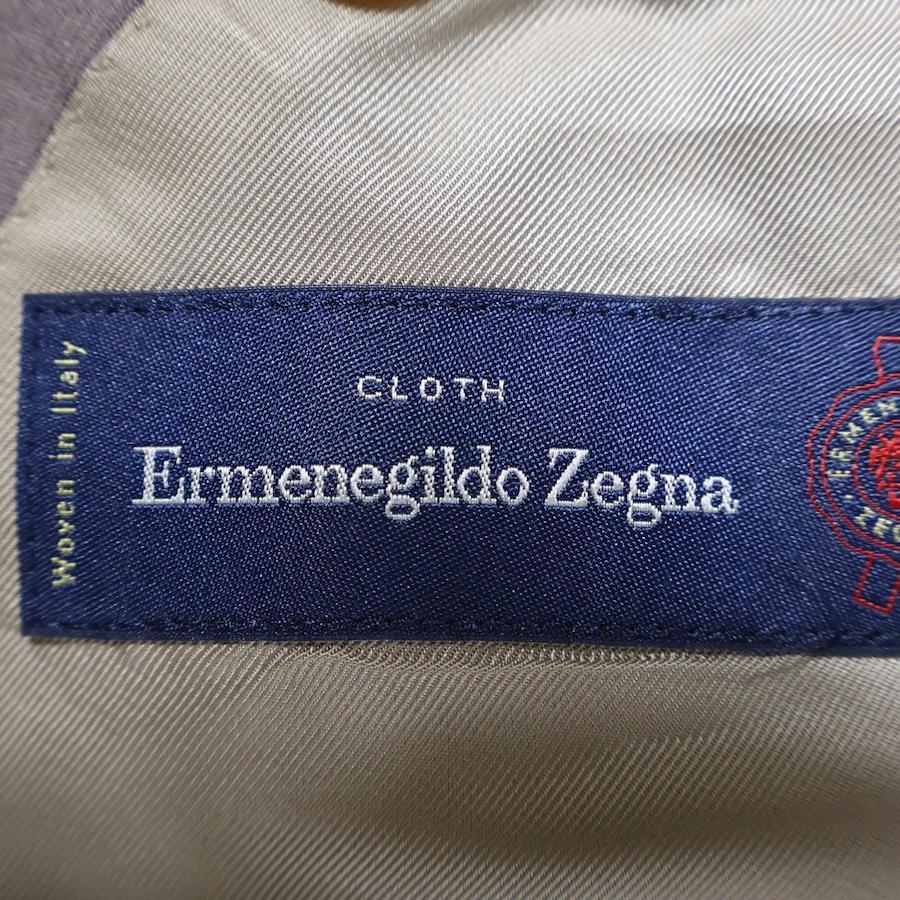 Woven in Italy
CLOTH
Ermenegildo Zegna